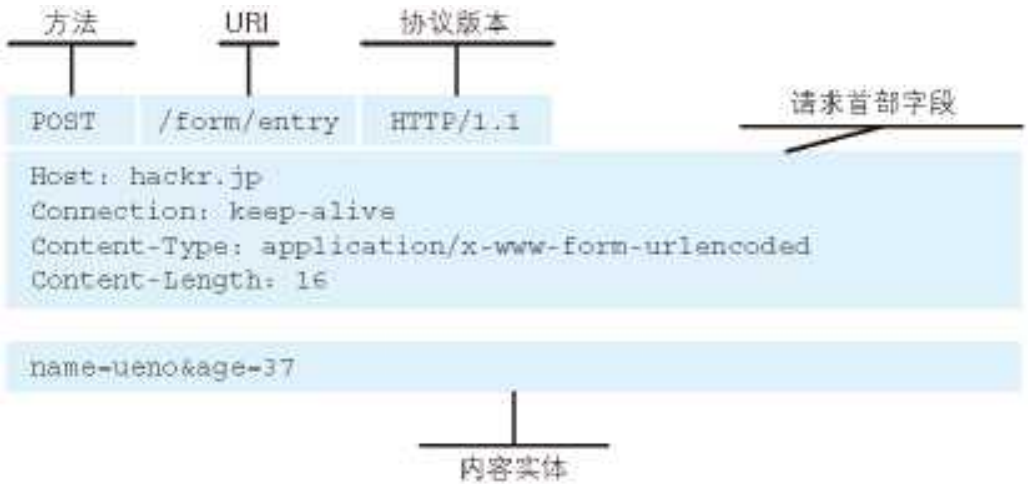 方法 URI 协议版本
请求首部字段
POST /form/entry HTTP/1.1
Host: hackr.jp
Connection: keep-alive
Content-Type: application/x-www-form-urlencoded
Content-Length: 16
name=ueno&age=37
内容实体